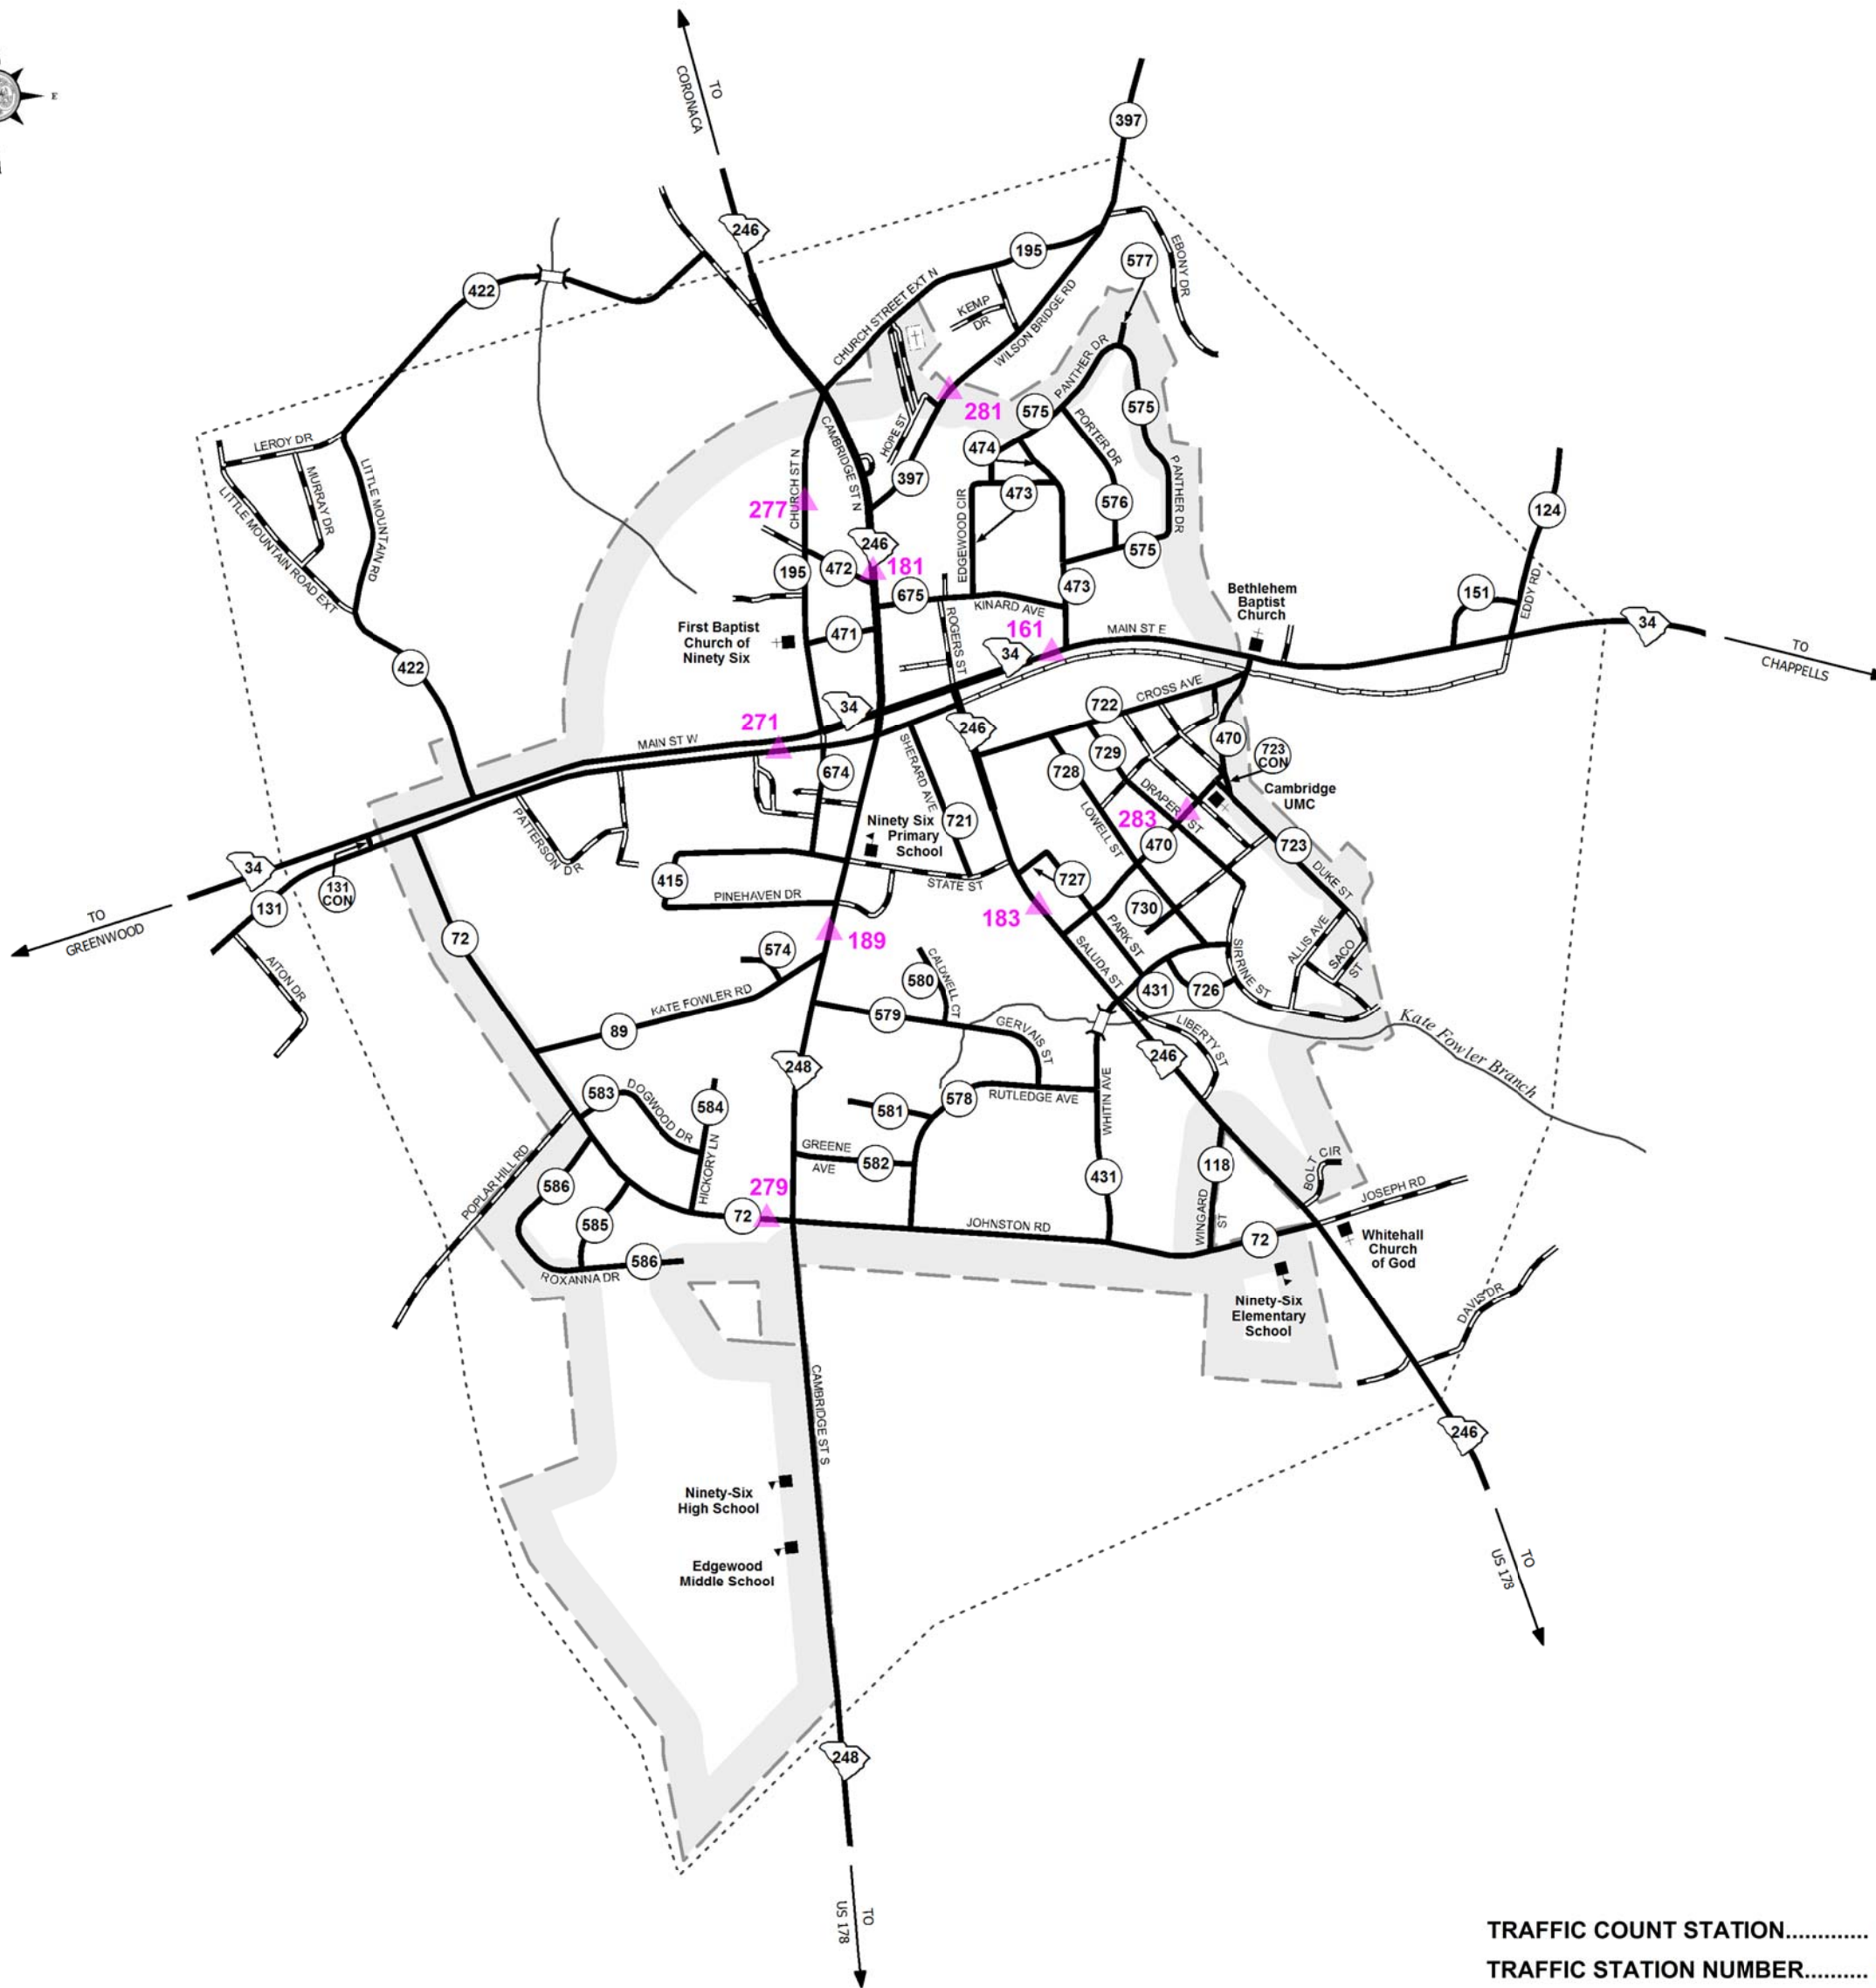 E
TO
CORONACA
397
246
195
EBONY DR
577
422
CHURCH STREET EXT N
KEMP
DR
WILSON BRIDGE RD
PANTHER DR
281
575
575
CAMBRIDGE ST N
HOPE ST
PORTER DR
474
LEROY DR
MURRAY DR
LITTLE MOUNTAIN RD
LITTLE MOUNTAIN ROAD EXT
397
473
277
CHURCH ST N
EDGEWOOD CIR
576
PANTHER DR
124
246
575
195
472
181
473
EDDY RD
675
KINARD AVE
Bethlehem
Baptist
Church
151
First Baptist
Church of
Ninety Six
471
ROGERS ST
161
MAIN ST E
34
34
TO
CHAPPELLS
422
34
CROSS AVE
722
271
MAIN ST W
246
470
723
CON
SHERARD AVE
729
728
674
Cambridge
UMC
DRAPER ST
283
PATTERSON DR
Ninety Six
Primary
School
721
LOWELL ST
470
723
34
131
CON
131
415
STATE ST
727
DUKE ST
PINEHAVEN DR
730
183
TO
GREENWOOD
72
189
PARK ST
ALLIS AVE
SACO
ST
574
SALUDA ST
SIRRINE ST
AITON DR
580
CALDWELL CT
431
726
KATE FOWLER RD
89
579
GERVAIS ST
LIBERTY ST
Kate Fowler Branch
248
246
583
DOGWOOD DR
584
581
578
RUTLEDGE AVE
WHITIN AVE
POPLAR HILL RD
GREENE
AVE
582
431
118
BOLT CIR
586
HICKORY LN
279
JOSEPH RD
585
72
JOHNSTON RD
WINGARD
ST
72
Whitehall
Church
of God
586
ROXANNA DR
Ninety-Six
Elementary
School
DAVIS DR
CAMBRIDGE ST S
246
Ninety-Six
High School
Edgewood
Middle School
TO
US 178
248
TO
US 178
TRAFFIC COUNT STATION.............
TRAFFIC STATION NUMBER..........